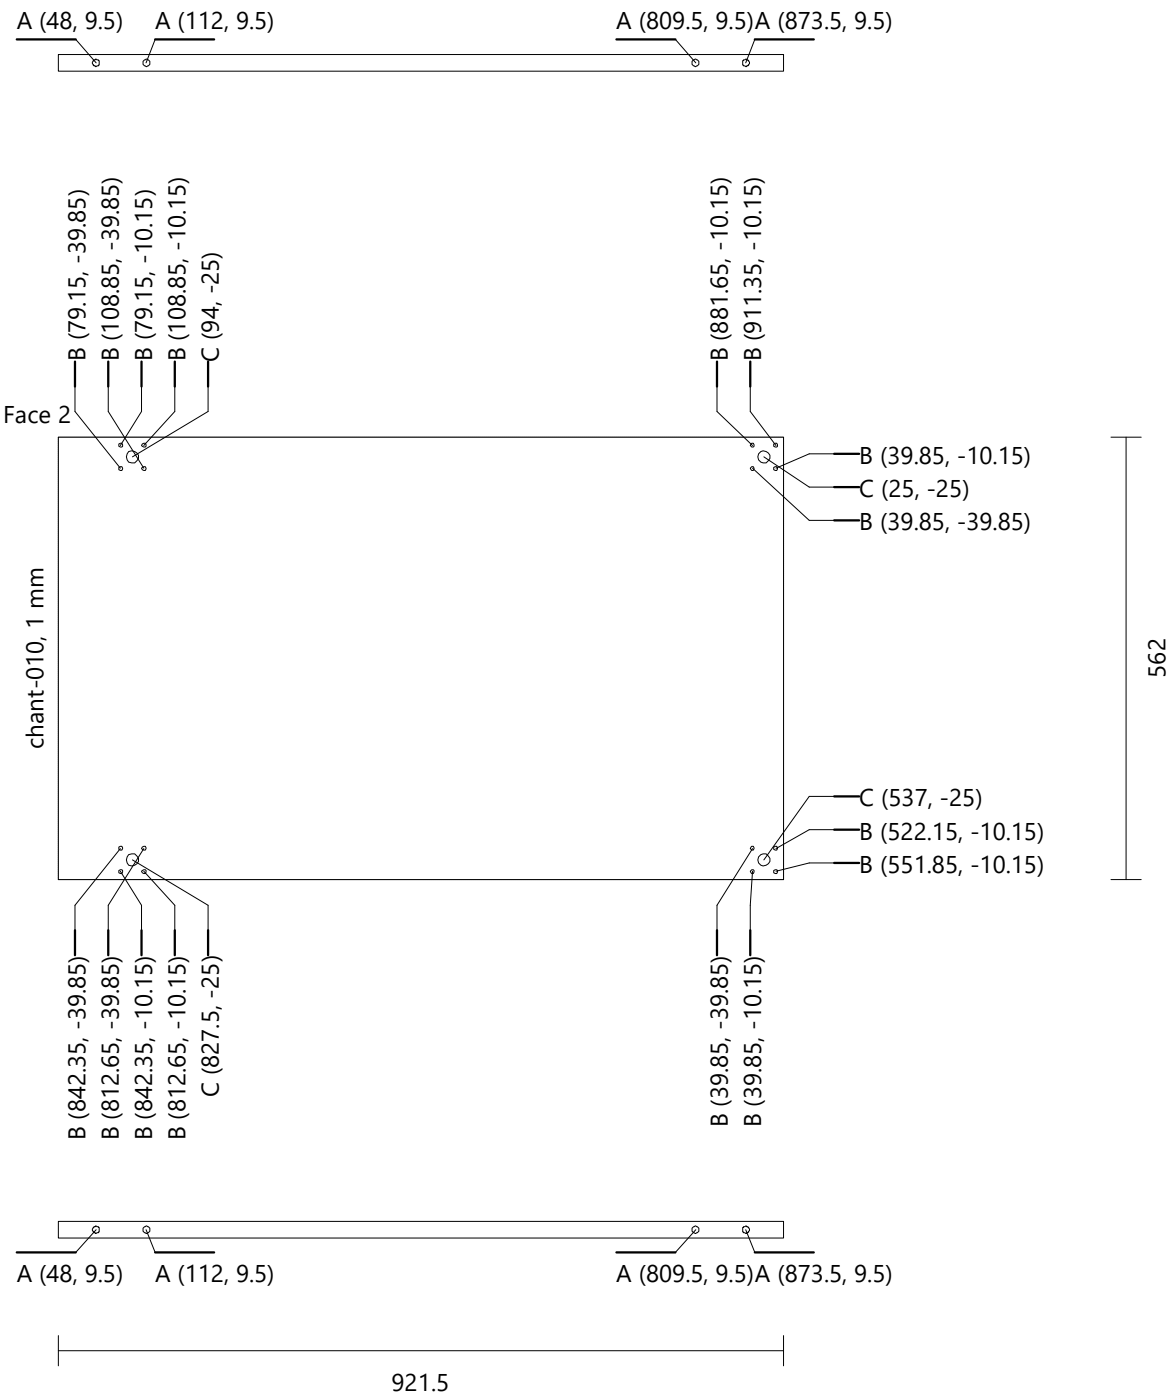 A (48, 9.5)
A (112, 9.5)
A (809.5, 9.5)
A (873.5, 9.5)
B (79.15, -39.85)
B (108.85, -39.85)
B (79.15, -10.15)
B (108.85, -10.15)
C (94, -25)
B (881.65, -10.15)
B (911.35, -10.15)
Face 2
B (39.85, -10.15)
C (25, -25)
B (39.85, -39.85)
chant-010, 1 mm
562
C (537, -25)
B (522.15, -10.15)
B (551.85, -10.15)
B (842.35, -39.85)
B (812.65, -39.85)
B (842.35, -10.15)
B (812.65, -10.15)
C (827.5, -25)
B (39.85, -39.85)
B (39.85, -10.15)
A (48, 9.5)
A (112, 9.5)
A (809.5, 9.5)
A (873.5, 9.5)
921.5